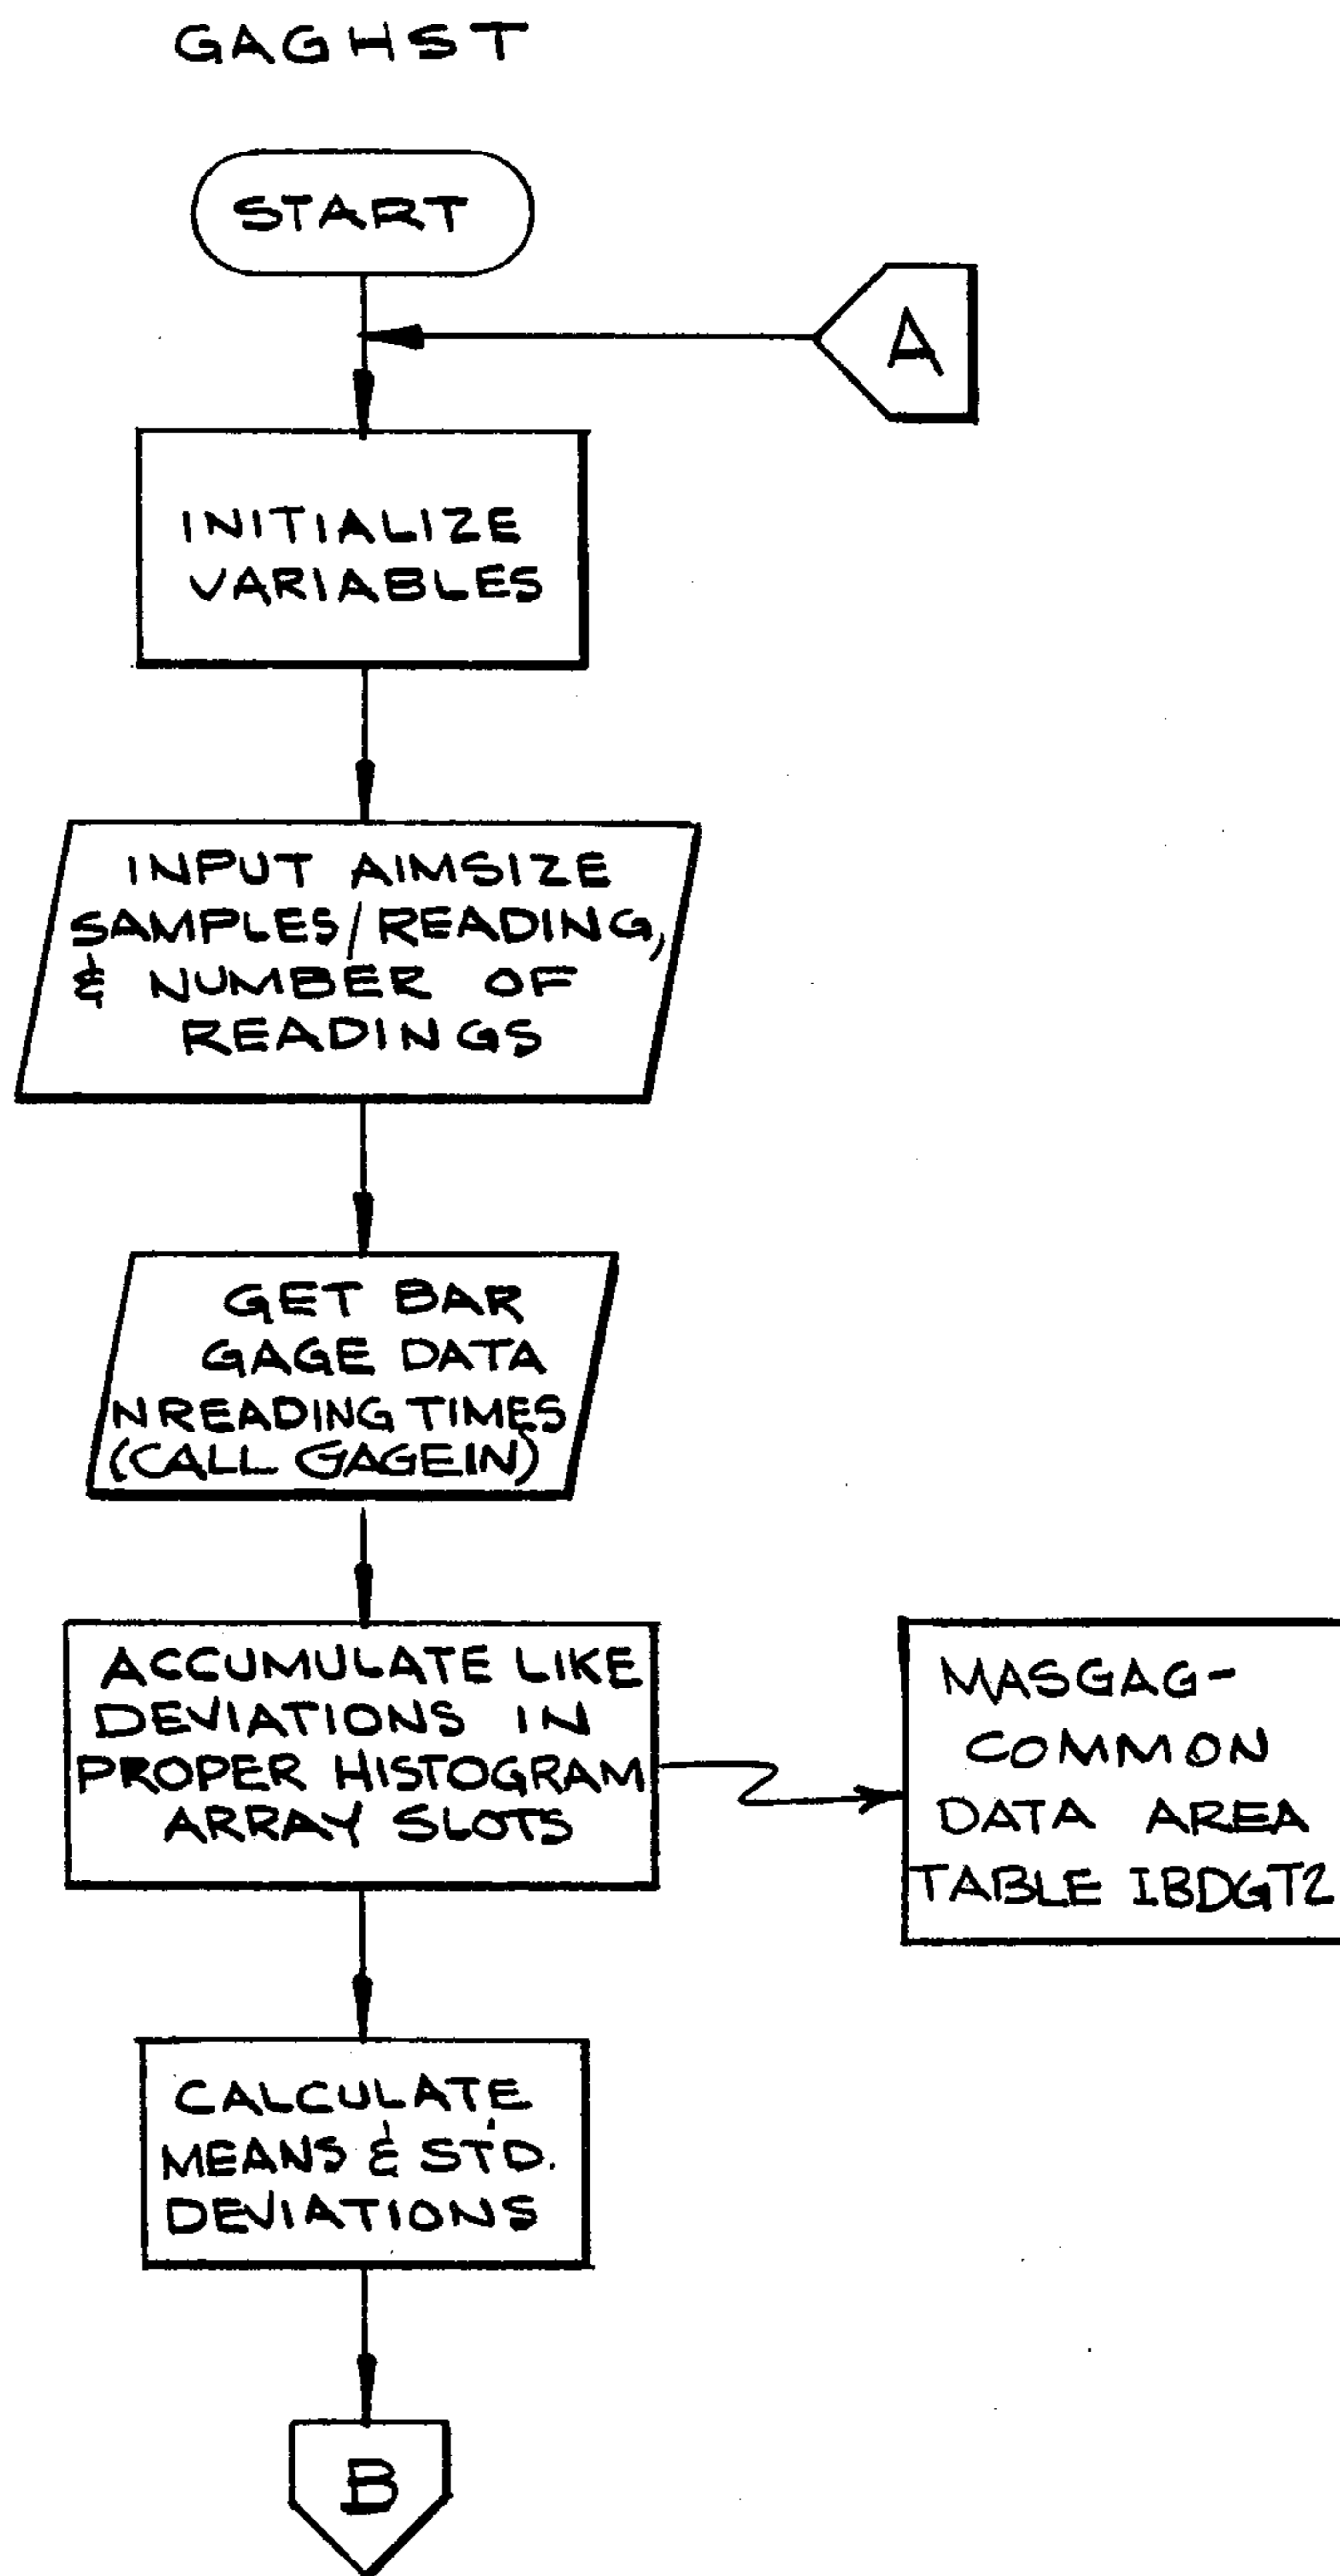 GAGHST
START
A
INITIALIZE
VARIABLES
INPUT AIMSIZE
SAMPLES/READING,
& NUMBER OF
READINGS
GET BAR
GAGE DATA
NREADING TIMES
(CALL GAGEIN)
ACCUMULATE LIKE
DEVIATIONS IN
PROPER HISTOGRAM
ARRAY SLOTS
MASGAG-
COMMON
DATA AREA
TABLE IBDGT2
CALCULATE
MEANS & ST'D.
DEVIATIONS
B